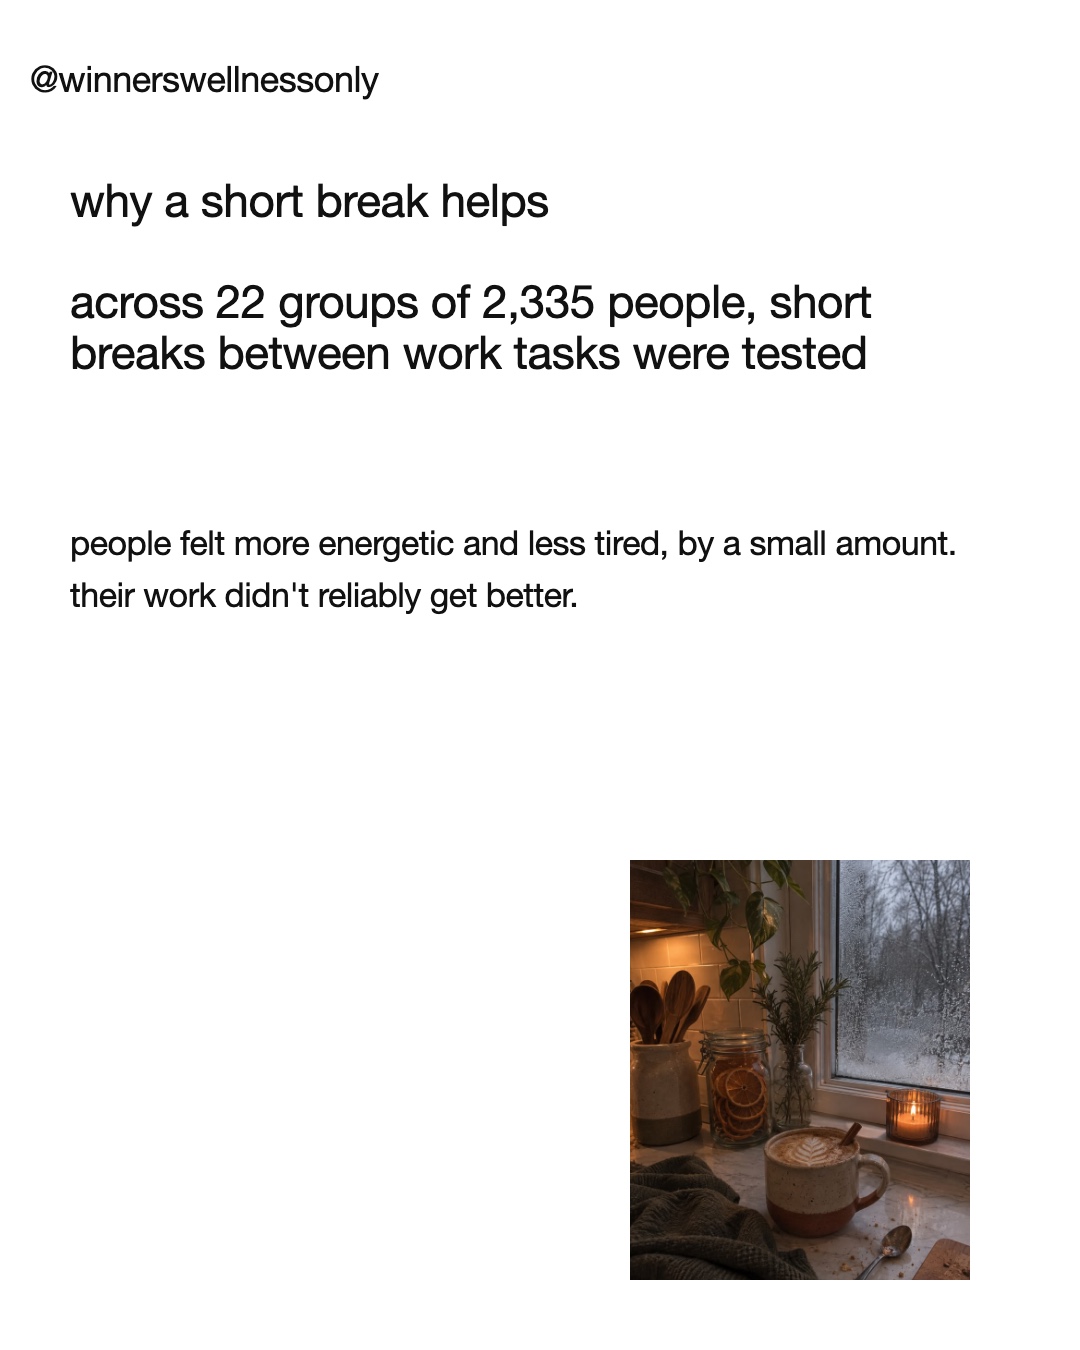 @winnerswellnessonly
why a short break helps
across 22 groups of 2,335 people, short
breaks between work tasks were tested
people felt more energetic and less tired, by a small amount.
their work didn't reliably get better.